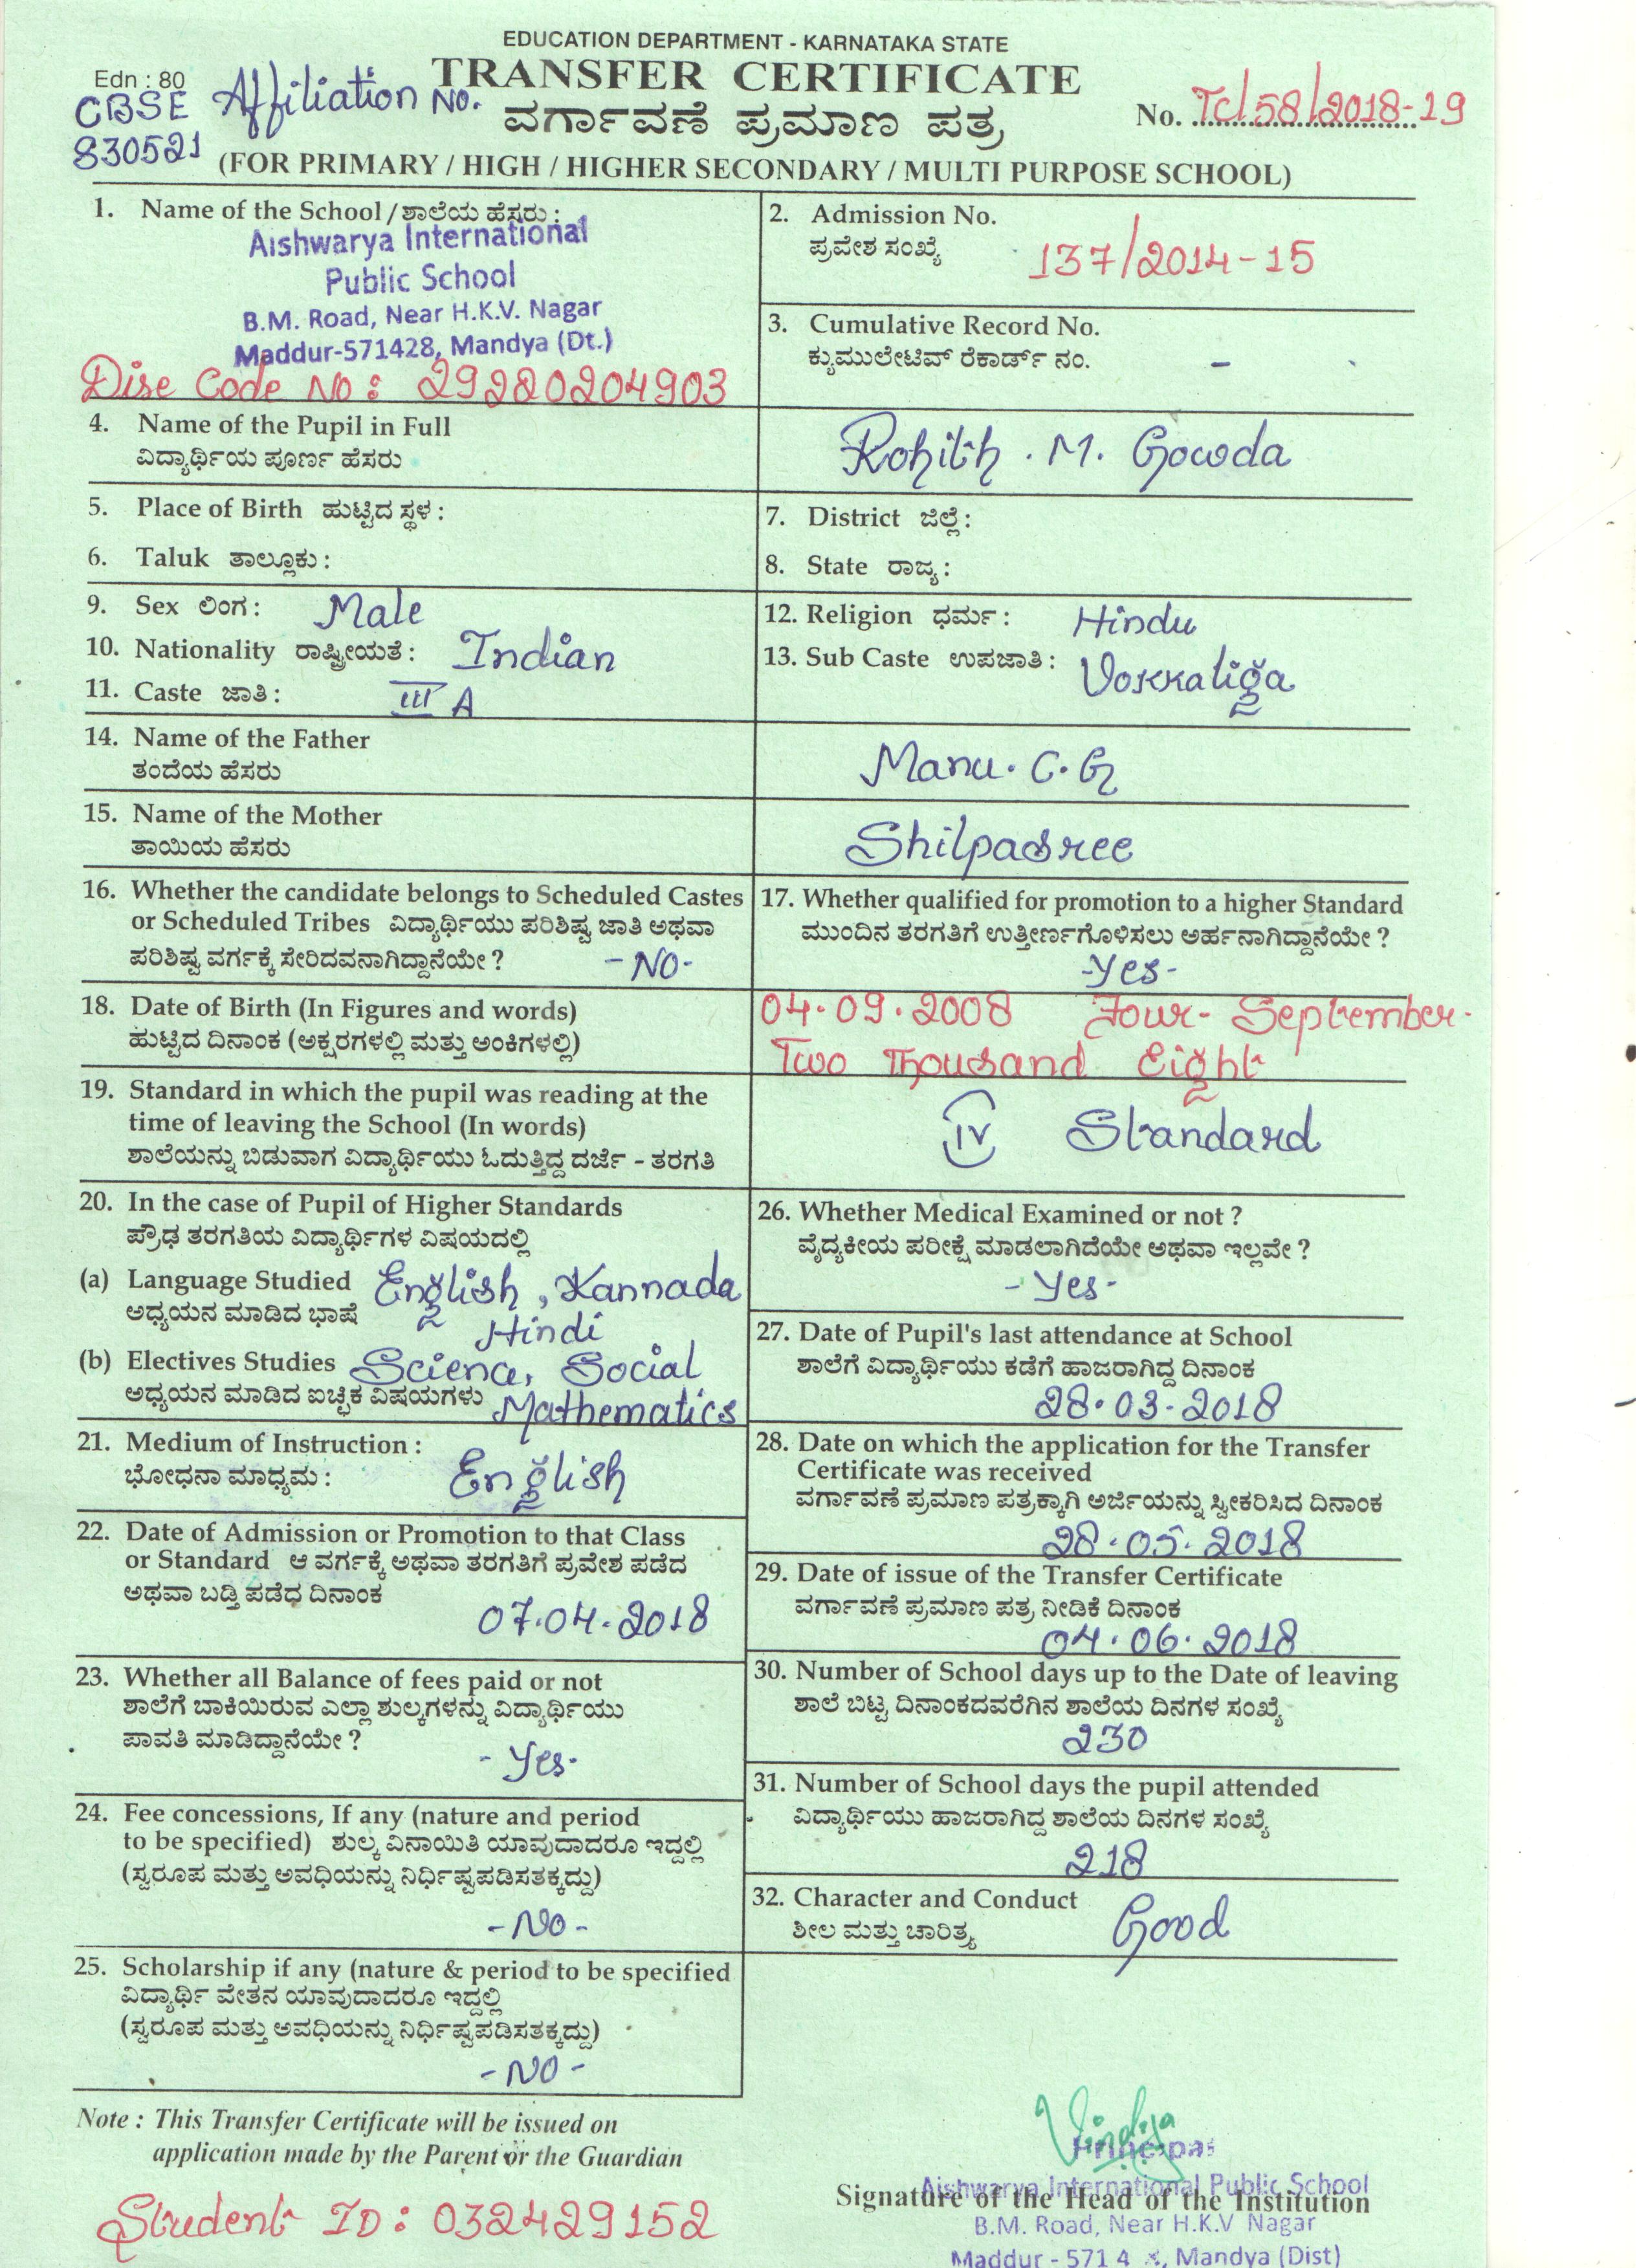 EDUCATION DEPARTMENT - KARNATAKA STATE
Edn : 80
TRANSFER CERTIFICATE
CBSE Affiliation No.
830521
ವರ್ಗಾವಣೆ ಪ್ರಮಾಣ ಪತ್ರ
No. TC/58/2018-19
(FOR PRIMARY / HIGH / HIGHER SECONDARY / MULTI PURPOSE SCHOOL)
1. Name of the School / ಶಾಲೆಯ ಹೆಸರು :
Aishwarya International
Public School
B.M. Road, Near H.K.V. Nagar
Maddur-571428, Mandya (Dt.)
Dise Code No : 29220204903
2. Admission No.
ಪ್ರವೇಶ ಸಂಖ್ಯೆ 137/2014-15
3. Cumulative Record No.
ಕ್ಯುಮುಲೇಟಿವ್ ರೆಕಾರ್ಡ್ ನಂ. -
4. Name of the Pupil in Full
ವಿದ್ಯಾರ್ಥಿಯ ಪೂರ್ಣ ಹೆಸರು
Rohith . M. Gowda
5. Place of Birth ಹುಟ್ಟಿದ ಸ್ಥಳ :
6. Taluk ತಾಲ್ಲೂಕು :
7. District ಜಿಲ್ಲೆ :
8. State ರಾಜ್ಯ :
9. Sex ಲಿಂಗ : Male
10. Nationality ರಾಷ್ಟ್ರೀಯತೆ : Indian
11. Caste ಜಾತಿ : III A
12. Religion ಧರ್ಮ : Hindu
13. Sub Caste ಉಪಜಾತಿ : Vokkaliga
14. Name of the Father
ತಂದೆಯ ಹೆಸರು
Manu. C. G
15. Name of the Mother
ತಾಯಿಯ ಹೆಸರು
Shilpasree
16. Whether the candidate belongs to Scheduled Castes
or Scheduled Tribes ವಿದ್ಯಾರ್ಥಿಯು ಪರಿಶಿಷ್ಟ ಜಾತಿ ಅಥವಾ
ಪರಿಶಿಷ್ಟ ವರ್ಗಕ್ಕೆ ಸೇರಿದವನಾಗಿದ್ದಾನೆಯೇ ? - NO -
17. Whether qualified for promotion to a higher Standard
ಮುಂದಿನ ತರಗತಿಗೆ ಉತ್ತೀರ್ಣಗೊಳಿಸಲು ಅರ್ಹನಾಗಿದ್ದಾನೆಯೇ ?
- Yes -
18. Date of Birth (In Figures and words)
ಹುಟ್ಟಿದ ದಿನಾಂಕ (ಅಕ್ಷರಗಳಲ್ಲಿ ಮತ್ತು ಅಂಕಿಗಳಲ್ಲಿ)
04.09.2008 Four - September -
Two Thousand Eight
19. Standard in which the pupil was reading at the
time of leaving the School (In words)
ಶಾಲೆಯನ್ನು ಬಿಡುವಾಗ ವಿದ್ಯಾರ್ಥಿಯು ಓದುತ್ತಿದ್ದ ದರ್ಜೆ - ತರಗತಿ
IV Standard
20. In the case of Pupil of Higher Standards
ಪ್ರೌಢ ತರಗತಿಯ ವಿದ್ಯಾರ್ಥಿಗಳ ವಿಷಯದಲ್ಲಿ
(a) Language Studied English, Kannada
ಅಧ್ಯಯನ ಮಾಡಿದ ಭಾಷೆ Hindi
(b) Electives Studies Science, Social
ಅಧ್ಯಯನ ಮಾಡಿದ ಐಚ್ಛಿಕ ವಿಷಯಗಳು Mathematics
21. Medium of Instruction :
ಭೋಧನಾ ಮಾಧ್ಯಮ : English
22. Date of Admission or Promotion to that Class
or Standard ಆ ವರ್ಗಕ್ಕೆ ಅಥವಾ ತರಗತಿಗೆ ಪ್ರವೇಶ ಪಡೆದ
ಅಥವಾ ಬಡ್ತಿ ಪಡೆಧ ದಿನಾಂಕ
07.04.2018
23. Whether all Balance of fees paid or not
ಶಾಲೆಗೆ ಬಾಕಿಯಿರುವ ಎಲ್ಲಾ ಶುಲ್ಕಗಳನ್ನು ವಿದ್ಯಾರ್ಥಿಯು
ಪಾವತಿ ಮಾಡಿದ್ದಾನೆಯೇ ?
- Yes -
24. Fee concessions, If any (nature and period
to be specified) ಶುಲ್ಕ ವಿನಾಯಿತಿ ಯಾವುದಾದರೂ ಇದ್ದಲ್ಲಿ
(ಸ್ವರೂಪ ಮತ್ತು ಅವಧಿಯನ್ನು ನಿರ್ಧಿಷ್ಟಪಡಿಸತಕ್ಕದ್ದು)
- NO -
25. Scholarship if any (nature & period to be specified
ವಿದ್ಯಾರ್ಥಿ ವೇತನ ಯಾವುದಾದರೂ ಇದ್ದಲ್ಲಿ
(ಸ್ವರೂಪ ಮತ್ತು ಅವಧಿಯನ್ನು ನಿರ್ಧಿಷ್ಟಪಡಿಸತಕ್ಕದ್ದು)
- NO -
26. Whether Medical Examined or not ?
ವೈದ್ಯಕೀಯ ಪರೀಕ್ಷೆ ಮಾಡಲಾಗಿದೆಯೇ ಅಥವಾ ಇಲ್ಲವೇ ?
- Yes -
27. Date of Pupil's last attendance at School
ಶಾಲೆಗೆ ವಿದ್ಯಾರ್ಥಿಯು ಕಡೆಗೆ ಹಾಜರಾಗಿದ್ದ ದಿನಾಂಕ
28.03.2018
28. Date on which the application for the Transfer
Certificate was received
ವರ್ಗಾವಣೆ ಪ್ರಮಾಣ ಪತ್ರಕ್ಕಾಗಿ ಅರ್ಜಿಯನ್ನು ಸ್ವೀಕರಿಸಿದ ದಿನಾಂಕ
28.05.2018
29. Date of issue of the Transfer Certificate
ವರ್ಗಾವಣೆ ಪ್ರಮಾಣ ಪತ್ರ ನೀಡಿಕೆ ದಿನಾಂಕ
04.06.2018
30. Number of School days up to the Date of leaving
ಶಾಲೆ ಬಿಟ್ಟ ದಿನಾಂಕದವರೆಗಿನ ಶಾಲೆಯ ದಿನಗಳ ಸಂಖ್ಯೆ
230
31. Number of School days the pupil attended
ವಿದ್ಯಾರ್ಥಿಯು ಹಾಜರಾಗಿದ್ದ ಶಾಲೆಯ ದಿನಗಳ ಸಂಖ್ಯೆ
218
32. Character and Conduct
ಶೀಲ ಮತ್ತು ಚಾರಿತ್ರ್ಯ Good
Note : This Transfer Certificate will be issued on
application made by the Parent or the Guardian
Student ID : 032429152
Vindya
Aishwarya International Public School
Signature of the Head of the Institution
B.M. Road, Near H.K.V Nagar
Maddur - 571 4 , Mandya (Dist)